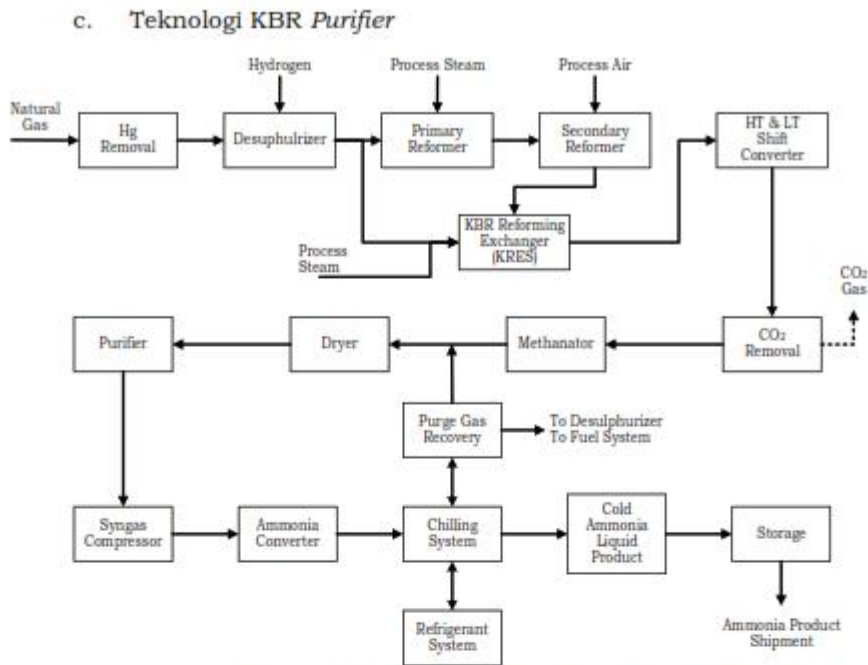 c. Teknologi KBR Purifier
Hydrogen
Process Steam
Process Air
Natural
Gas
Hg
Removal
Desuphulrizer
Primary
Reformer
Secondary
Reformer
HT & LT
Shift
Converter
KBR Reforming
Exchanger
(KRES)
Process
Steam
CO₂
Gas
Purifier
Dryer
Methanator
CO₂
Removal
Purge Gas
Recovery
To Desulphurizer
To Fuel System
Syngas
Compressor
Ammonia
Converter
Chilling
System
Cold
Ammonia
Liquid
Product
Storage
Refrigerant
System
Ammonia Product
Shipment